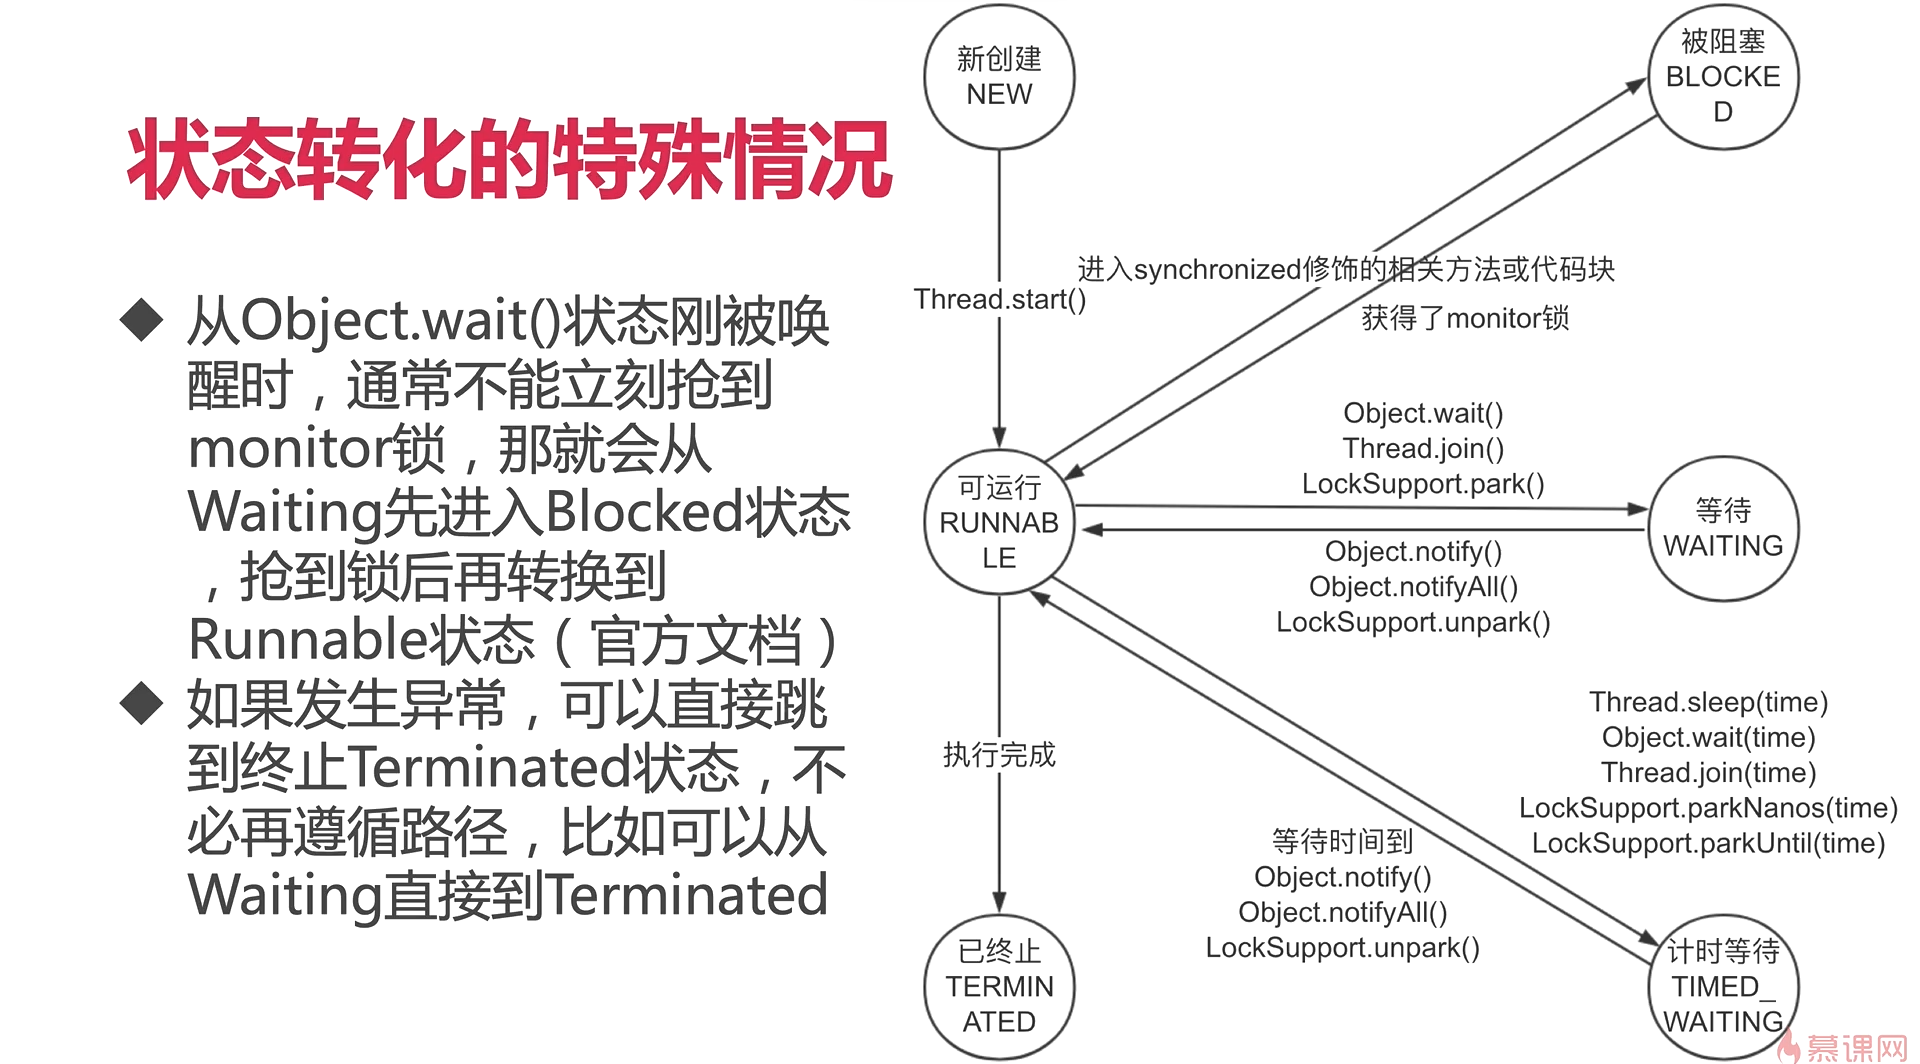 状态转化的特殊情况
从Object.wait()状态刚被唤
醒时，通常不能立刻抢到
monitor锁，那就会从
Waiting先进入Blocked状态
，抢到锁后再转换到
Runnable状态（官方文档）
如果发生异常，可以直接跳
到终止Terminated状态，不
必再遵循路径，比如可以从
Waiting直接到Terminated
新创建
NEW
被阻塞
BLOCKE
D
进入synchronized修饰的相关方法或代码块
Thread.start()
获得了monitor锁
Object.wait()
Thread.join()
LockSupport.park()
可运行
RUNNAB
LE
等待
WAITING
Object.notify()
Object.notifyAll()
LockSupport.unpark()
Thread.sleep(time)
Object.wait(time)
Thread.join(time)
LockSupport.parkNanos(time)
LockSupport.parkUntil(time)
执行完成
等待时间到
Object.notify()
Object.notifyAll()
LockSupport.unpark()
已终止
TERMIN
ATED
计时等待
TIMED_
WAITING
慕课网